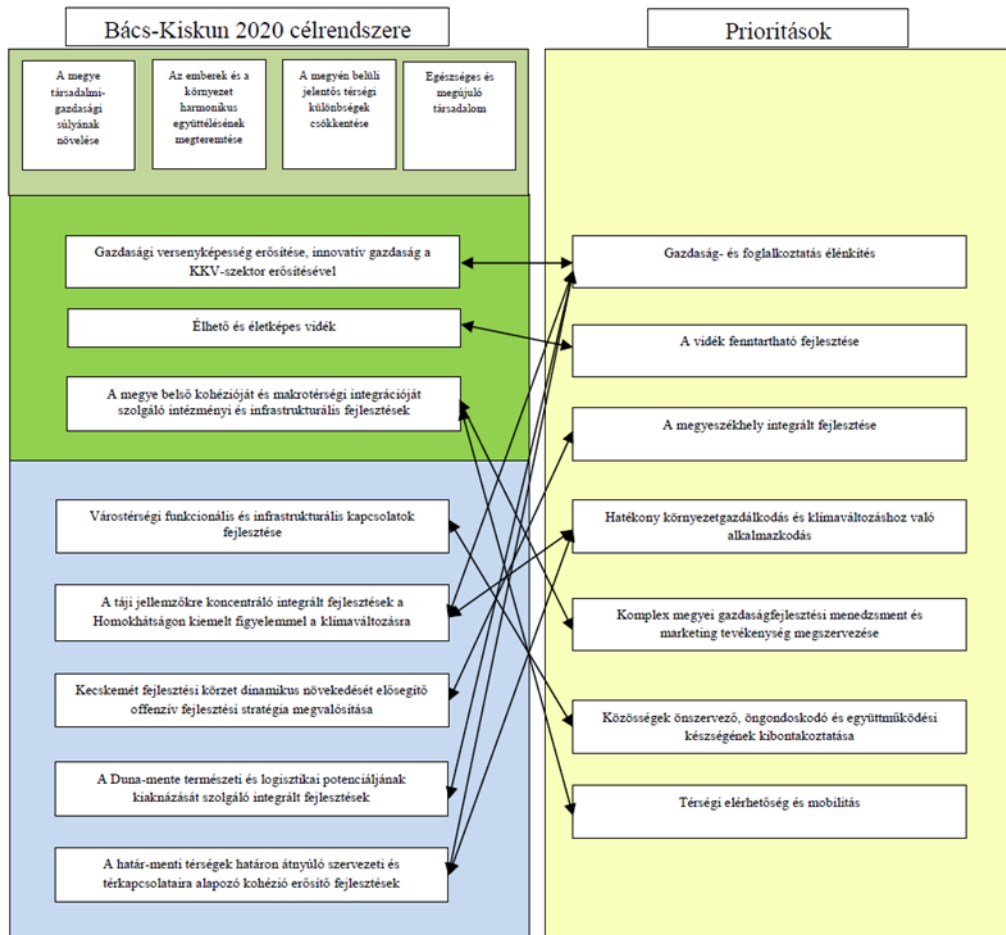 Bács-Kiskun 2020 célrendszere
Prioritások
A megye
társadalmi-
gazdasági
súlyának
növelése
Az emberek és a
környezet
harmonikus
együttélésének
megteremtése
A megyén belüli
jelentős térségi
különbségek
csökkentése
Egészséges és
megújuló
társadalom
Gazdasági versenyképesség erősítése, innovatív gazdaság a
KKV-szektor erősítésével
Élhető és életképes vidék
A megye belső kohézióját és makrotérségi integrációját
szolgáló intézményi és infrastrukturális fejlesztések
Várostérségi funkcionális és infrastrukturális kapcsolatok
fejlesztése
A táji jellemzőkre koncentráló integrált fejlesztések a
Homokhátságon kiemelt figyelemmel a klímaváltozásra
Kecskemét fejlesztési körzet dinamikus növekedését elősegítő
offenzív fejlesztési stratégia megvalósítása
A Duna-mente természeti és logisztikai potenciáljának
kiaknázását szolgáló integrált fejlesztések
A határ-menti térségek határon átnyúló szervezeti és
térkapcsolataira alapozó kohézió erősítő fejlesztések
Gazdaság- és foglalkoztatás élénkítés
A vidék fenntartható fejlesztése
A megyeszékhely integrált fejlesztése
Hatékony környezetgazdálkodás és klímaváltozáshoz való
alkalmazkodás
Komplex megyei gazdaságfejlesztési menedzsment és
marketing tevékenység megszervezése
Közösségek önszervező, öngondoskodó és együttműködési
készségének kibontakoztatása
Térségi elérhetőség és mobilitás